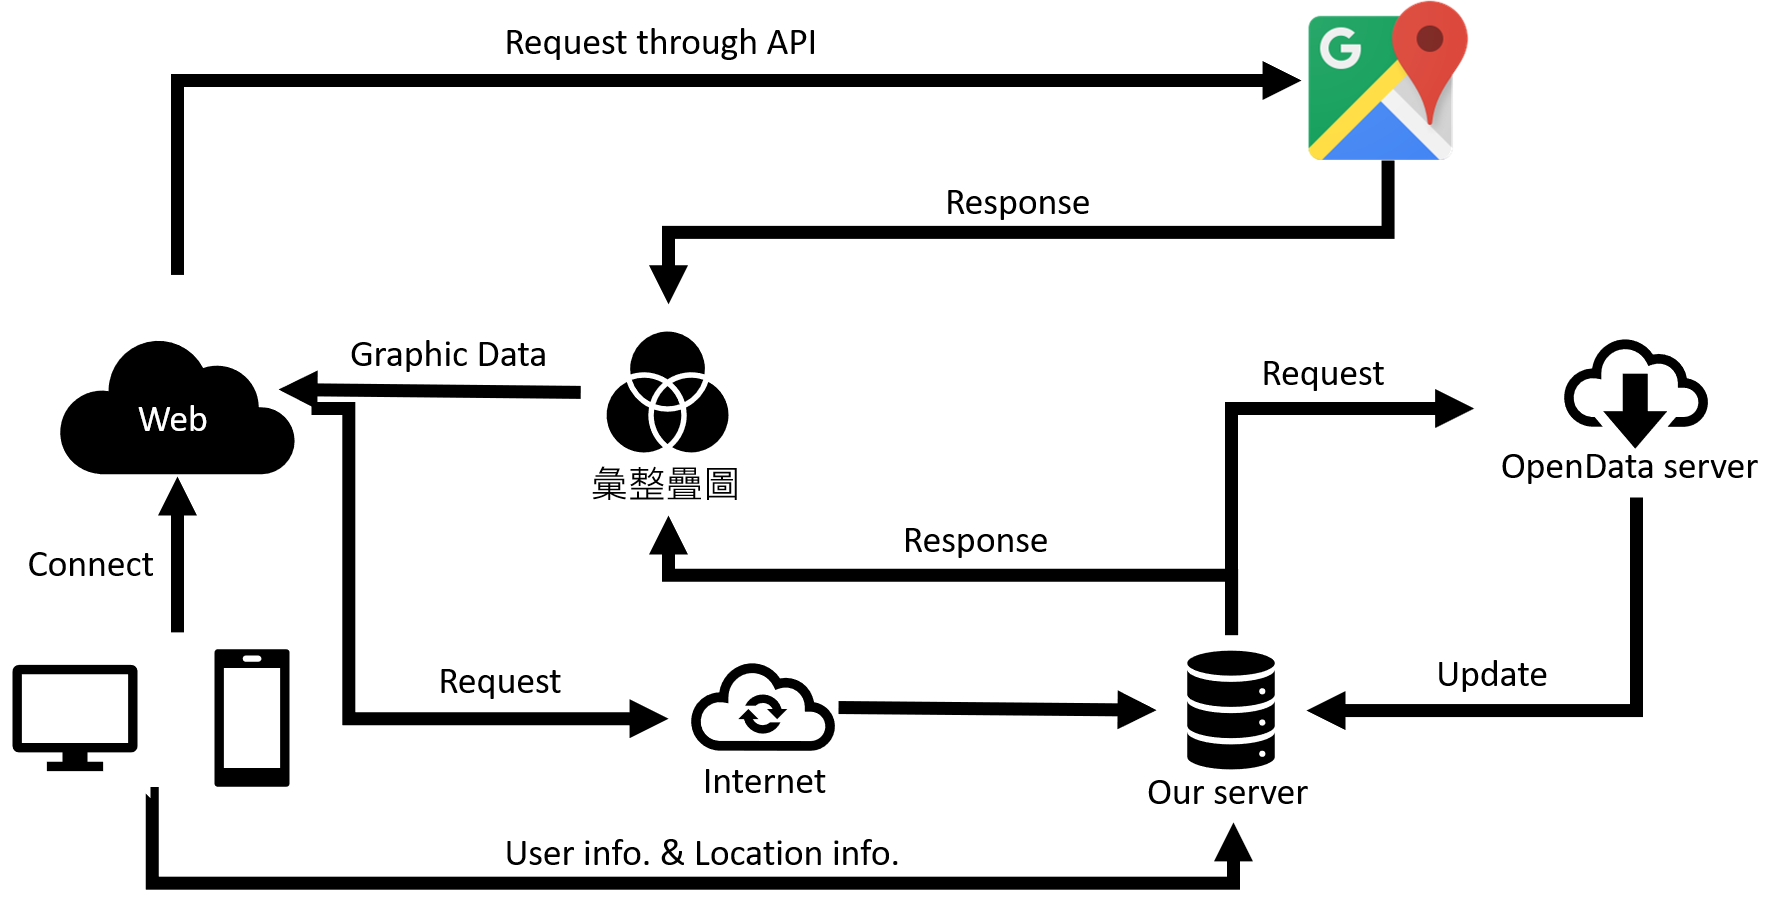 Request through API
G
Response
Graphic Data
Request
Web
OpenData server
彙整疊圖
Response
Connect
Request
Update
Internet
Our server
User info. & Location info.